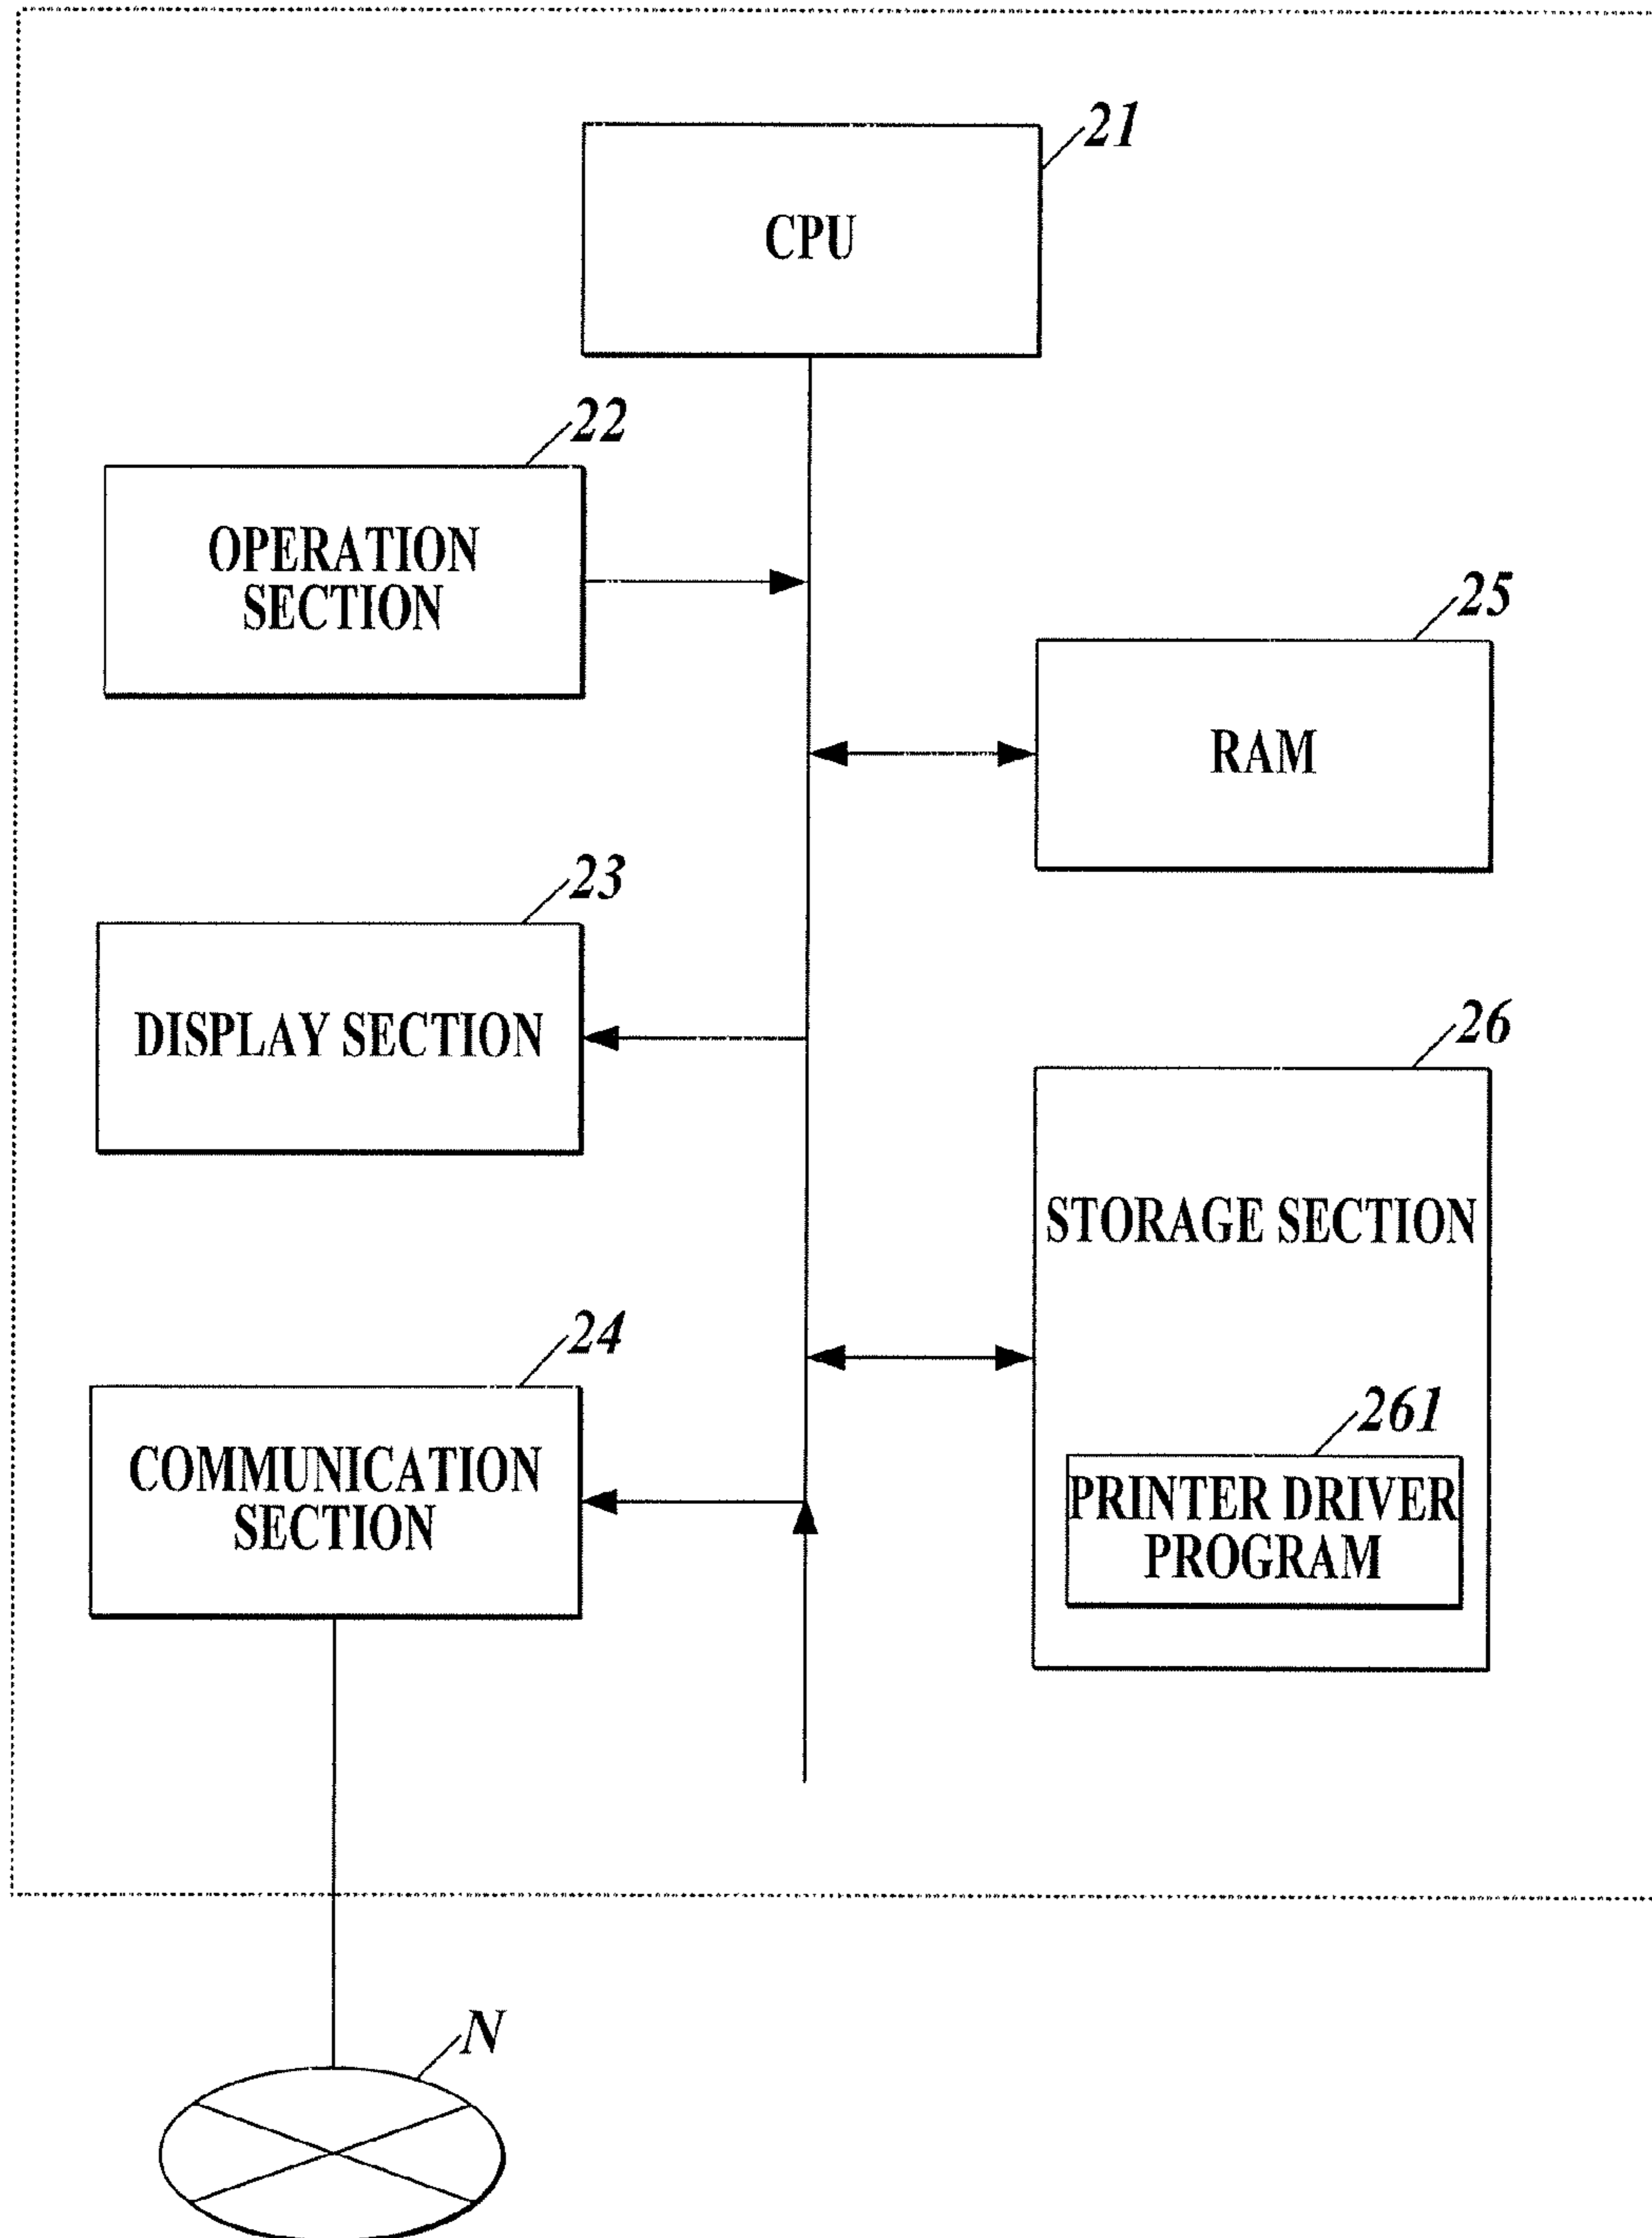 21
CPU
22
OPERATION
SECTION
25
RAM
23
DISPLAY SECTION
26
STORAGE SECTION
24
COMMUNICATION
SECTION
261
PRINTER DRIVER
PROGRAM
N